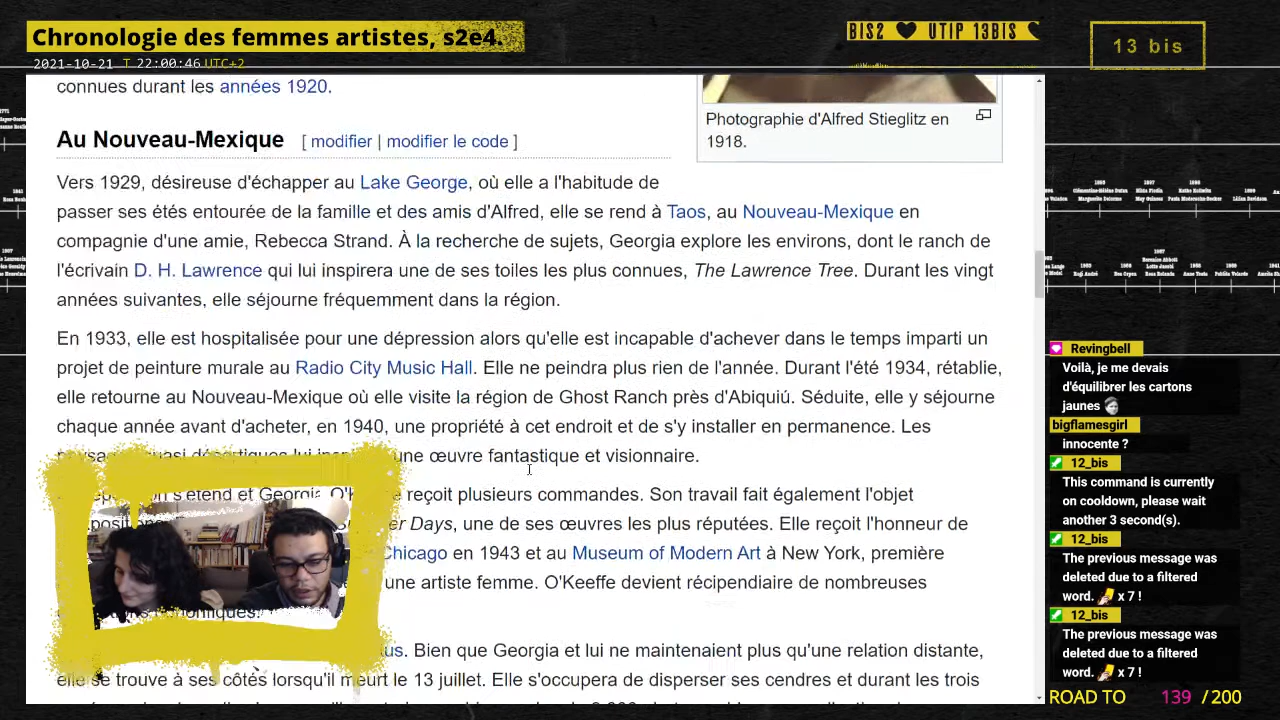 Chronologie des femmes artistes, s2e4.
2021-10-21 T 22:00:46 UTC+2
BIS2 ♥ UTIP 13BIS
13 bis
connues durant les années 1920.
Photographie d'Alfred Stieglitz en
1918.
Au Nouveau-Mexique [ modifier | modifier le code ]
Vers 1929, désireuse d'échapper au Lake George, où elle a l'habitude de
passer ses étés entourée de la famille et des amis d'Alfred, elle se rend à Taos, au Nouveau-Mexique en
compagnie d'une amie, Rebecca Strand. À la recherche de sujets, Georgia explore les environs, dont le ranch de
l'écrivain D. H. Lawrence qui lui inspirera une de ses toiles les plus connues, The Lawrence Tree. Durant les vingt
années suivantes, elle séjourne fréquemment dans la région.
En 1933, elle est hospitalisée pour une dépression alors qu'elle est incapable d'achever dans le temps imparti un
projet de peinture murale au Radio City Music Hall. Elle ne peindra plus rien de l'année. Durant l'été 1934, rétablie,
elle retourne au Nouveau-Mexique où elle visite la région de Ghost Ranch près d'Abiquiú. Séduite, elle y séjourne
chaque année avant d'acheter, en 1940, une propriété à cet endroit et de s'y installer en permanence. Les
une œuvre fantastique et visionnaire.
s'étend et Georgia reçoit plusieurs commandes. Son travail fait également l'objet
Days, une de ses œuvres les plus réputées. Elle reçoit l'honneur de
Chicago en 1943 et au Museum of Modern Art à New York, première
une artiste femme. O'Keeffe devient récipiendaire de nombreuses
Bien que Georgia et lui ne maintenaient plus qu'une relation distante,
elle se trouve à ses côtés lorsqu'il meurt le 13 juillet. Elle s'occupera de disperser ses cendres et durant les trois
Revingbell
Voilà, je me devais
d'équilibrer les cartons
jaunes
bigflamesgirl
innocente ?
12_bis
This command is currently
on cooldown, please wait
another 3 second(s).
12_bis
The previous message was
deleted due to a filtered
word. x 7 !
12_bis
The previous message was
deleted due to a filtered
word. x 7 !
ROAD TO 139 / 200